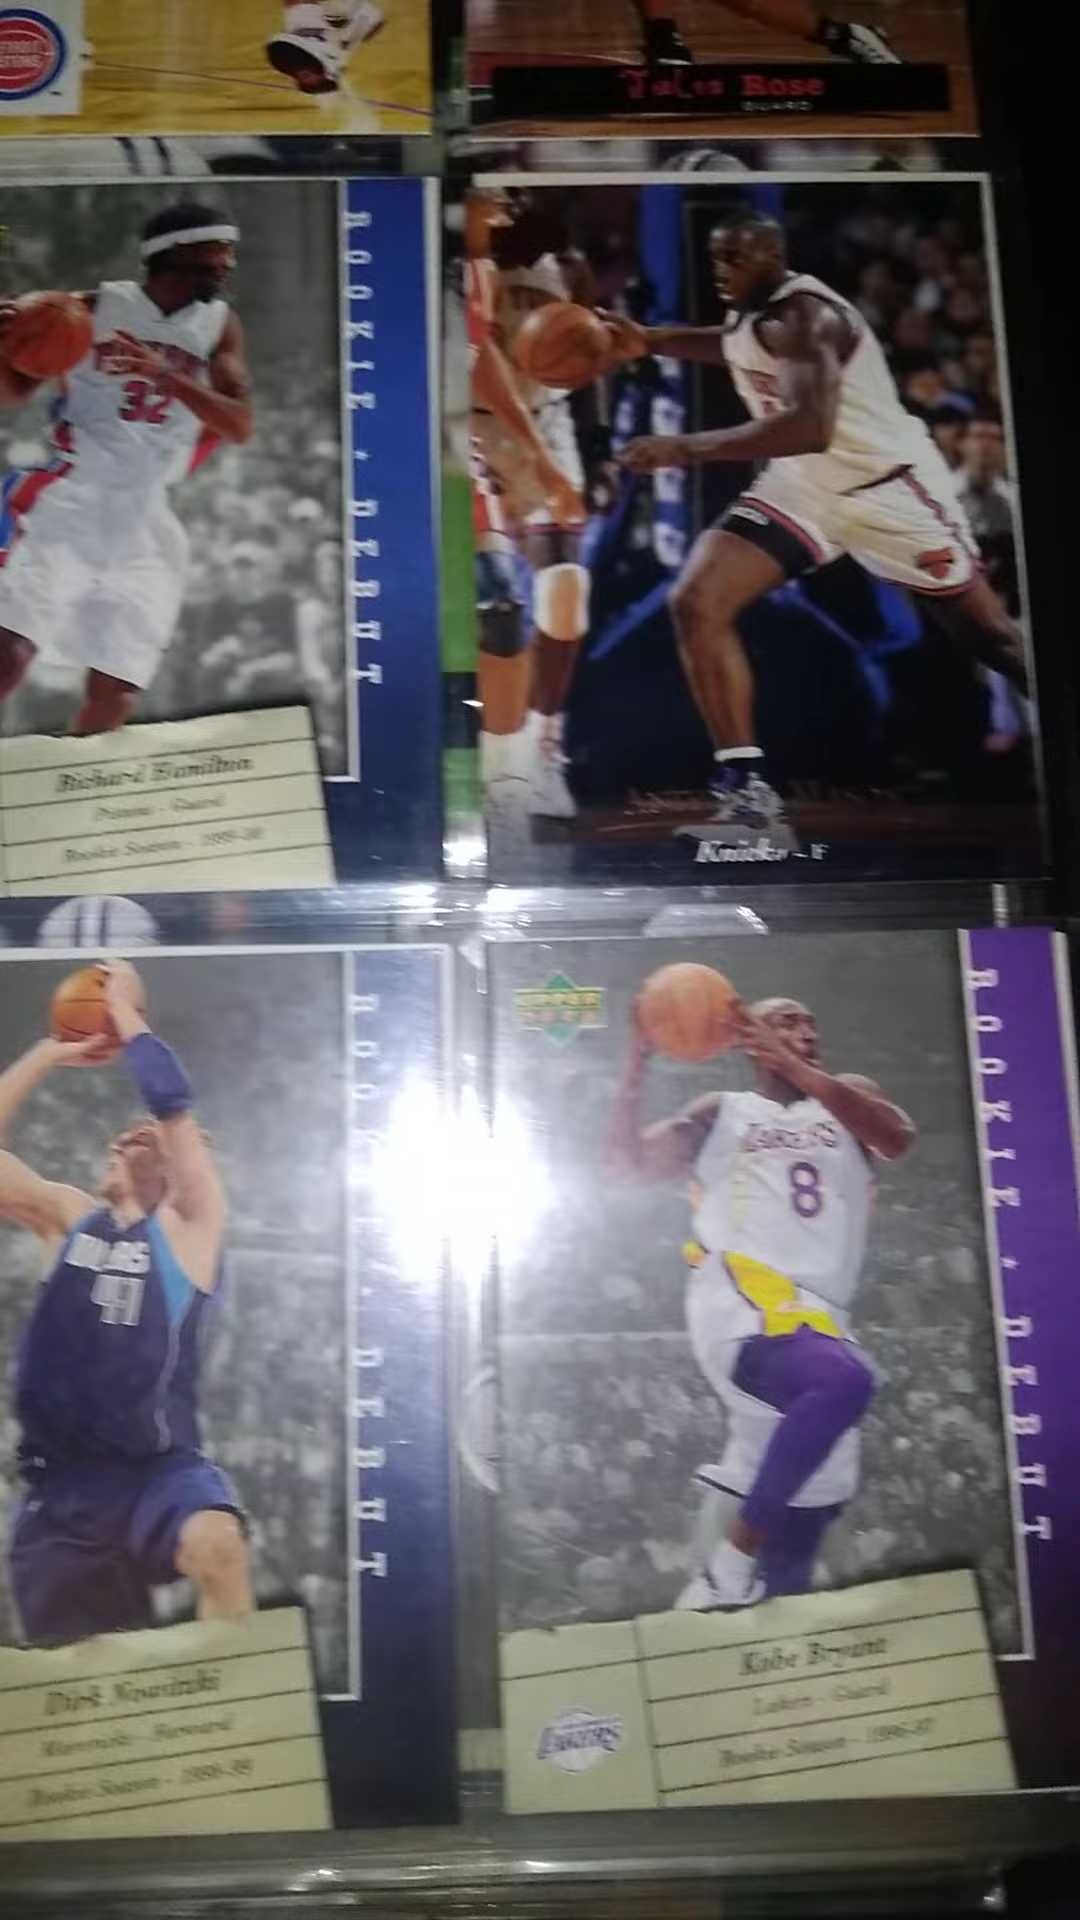 Jalen Rose
GUARD
ROOKIE ★ DEBUT
32
Richard Hamilton
Pistons - Guard
Rookie Season - 1999-00
Knicks - F
ROOKIE ★ DEBUT
41
Dirk Nowitzki
Mavericks - Forward
Rookie Season - 1998-99
UPPER DECK
LAKERS
8
ROOKIE ★ DEBUT
Kobe Bryant
Lakers - Guard
Rookie Season - 1996-97
LAKERS